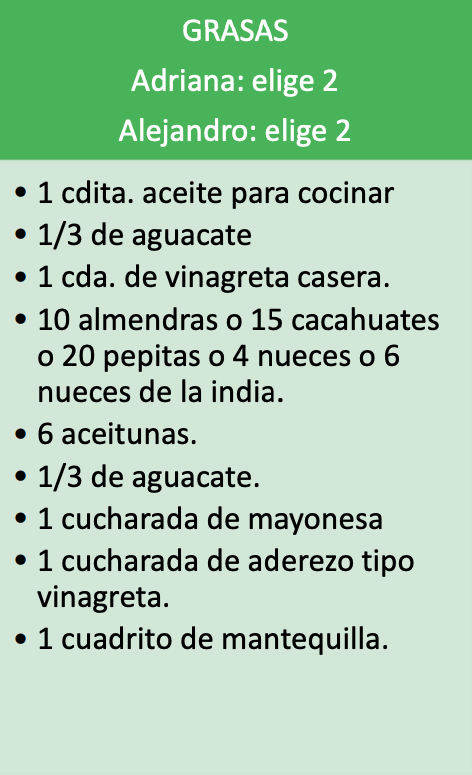 GRASAS
Adriana: elige 2
Alejandro: elige 2
• 1 cdita. aceite para cocinar
• 1/3 de aguacate
• 1 cda. de vinagreta casera.
• 10 almendras o 15 cacahuates
o 20 pepitas o 4 nueces o 6
nueces de la india.
• 6 aceitunas.
• 1/3 de aguacate.
• 1 cucharada de mayonesa
• 1 cucharada de aderezo tipo
vinagreta.
• 1 cuadrito de mantequilla.